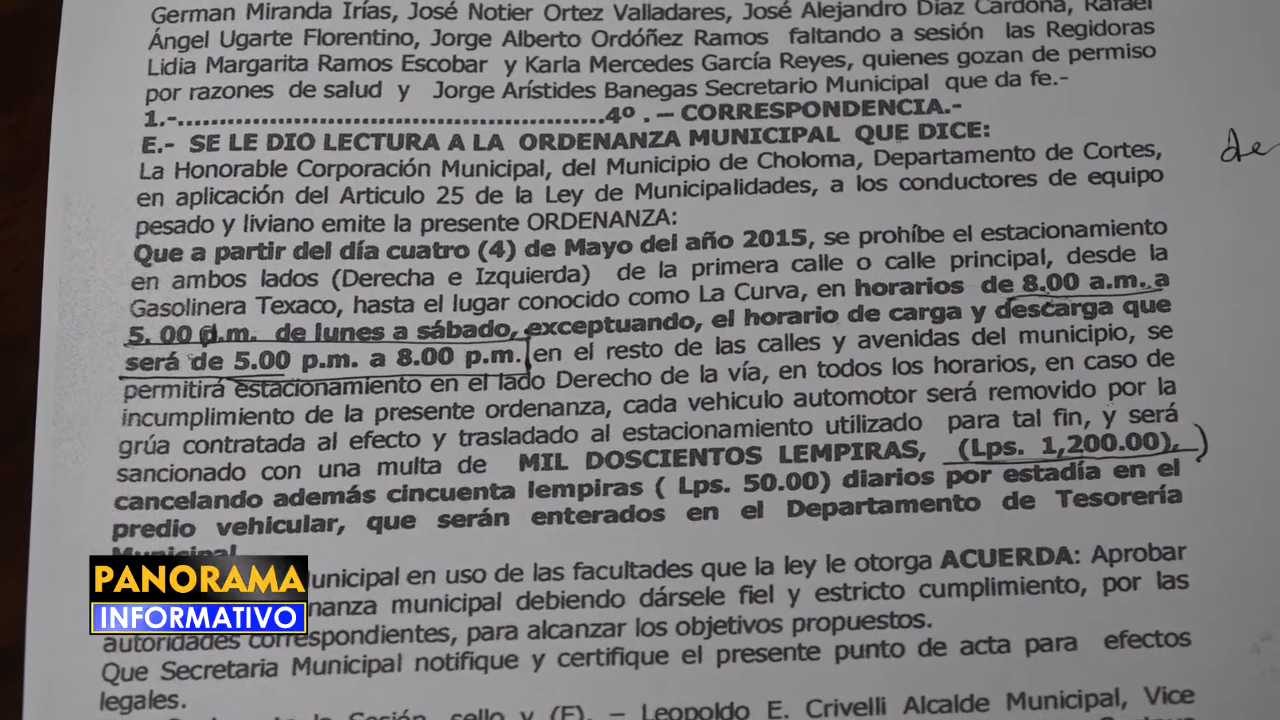 German Miranda Irías, José Notier Ortez Valladares, José Alejandro Diaz Cardona, Rafael
Ángel Ugarte Florentino, Jorge Alberto Ordóñez Ramos faltando a sesión las Regidoras
Lidia Margarita Ramos Escobar y Karla Mercedes García Reyes, quienes gozan de permiso
por razones de salud y Jorge Arístides Banegas Secretario Municipal que da fe.-
1.-..................................................4º . – CORRESPONDENCIA.-
E.- SE LE DIO LECTURA A LA ORDENANZA MUNICIPAL QUE DICE:
de
La Honorable Corporación Municipal, del Municipio de Choloma, Departamento de Cortes,
en aplicación del Articulo 25 de la Ley de Municipalidades, a los conductores de equipo
pesado y liviano emite la presente ORDENANZA:
Que a partir del día cuatro (4) de Mayo del año 2015, se prohíbe el estacionamiento
en ambos lados (Derecha e Izquierda) de la primera calle o calle principal, desde la
Gasolinera Texaco, hasta el lugar conocido como La Curva, en horarios de 8.00 a.m. a
5. 00 p.m. de lunes a sábado, exceptuando, el horario de carga y descarga que
será de 5.00 p.m. a 8.00 p.m. en el resto de las calles y avenidas del municipio, se
permitirá estacionamiento en el lado Derecho de la vía, en todos los horarios, en caso de
incumplimiento de la presente ordenanza, cada vehiculo automotor será removido por la
grúa contratada al efecto y trasladado al estacionamiento utilizado para tal fin, y será
sancionado con una multa de MIL DOSCIENTOS LEMPIRAS, (Lps. 1,200.00),
cancelando además cincuenta lempiras ( Lps. 50.00) diarios por estadía en el
predio vehicular, que serán enterados en el Departamento de Tesorería
Municipal
unicipal en uso de las facultades que la ley le otorga ACUERDA: Aprobar
nanza municipal debiendo dársele fiel y estricto cumplimiento, por las
autoridades correspondientes, para alcanzar los objetivos propuestos.
Que Secretaria Municipal notifique y certifique el presente punto de acta para efectos
legales.
la Sesión, sello y (F). – Leopoldo E. Crivelli Alcalde Municipal, Vice
PANORAMA
INFORMATIVO